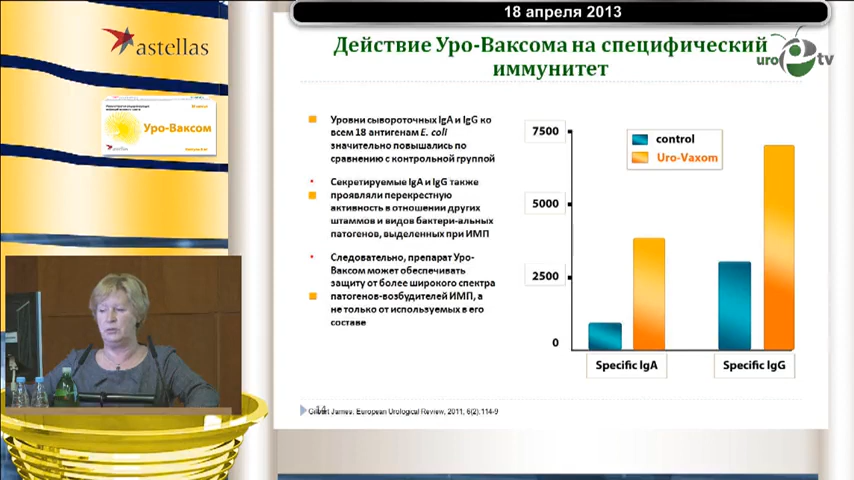 18 апреля 2013
astellas
Уро-Ваксом
astellas
uro tv
Действие Уро-Ваксома на специфический
иммунитет
Уровни сывороточных IgA и IgG ко
всем 18 антигенам E. coli
значительно повышались по
сравнению с контрольной группой
Секретируемые IgA и IgG также
проявляли перекрестную
активность в отношении других
штаммов и видов бактери-альных
патогенов, выделенных при ИМП
Следовательно, препарат Уро-
Ваксом может обеспечивать
защиту от более широкого спектра
патогенов-возбудителей ИМП, а
не только от используемых в его
составе
7500
5000
2500
0
control
Uro-Vaxom
Specific IgA
Specific IgG
14
James, European Urological Review, 2011, 6(2).114-9